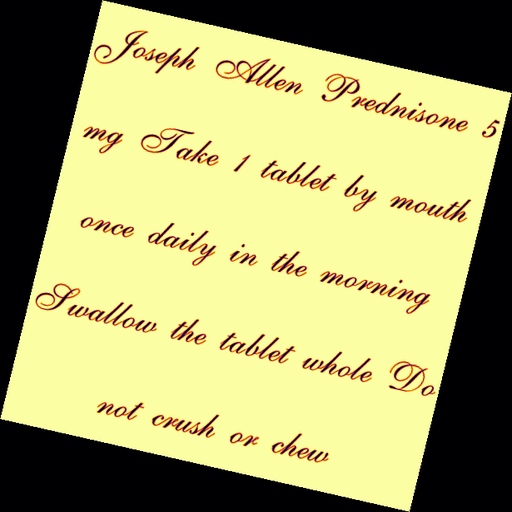 Joseph Allen Prednisone 5
mg Take 1 tablet by mouth
once daily in the morning
Swallow the tablet whole Do
not crush or chew